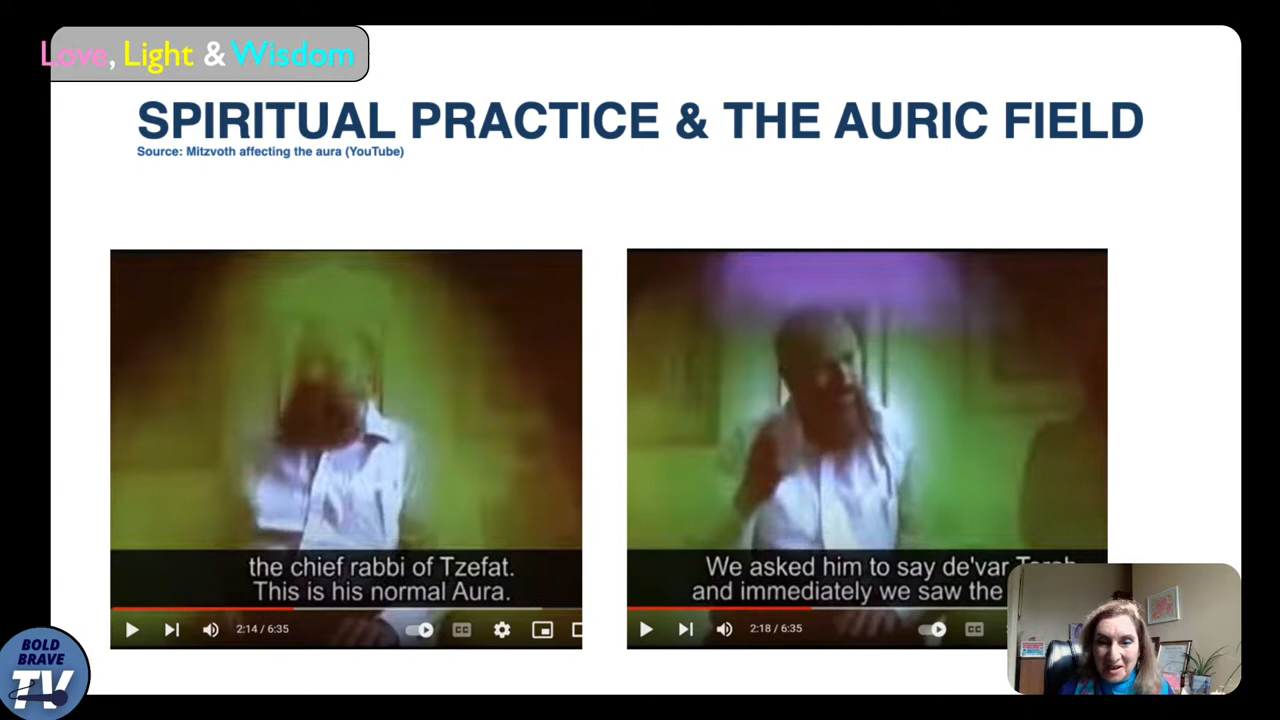 Love, Light & Wisdom
SPIRITUAL PRACTICE & THE AURIC FIELD
Source: Mitzvoth affecting the aura (YouTube)
the chief rabbi of Tzefat.
This is his normal Aura.
2:14 / 6:35
CC
We asked him to say de'var
and immediately we saw the
2:18 / 6:35
CC
BOLD
BRAVE
TV